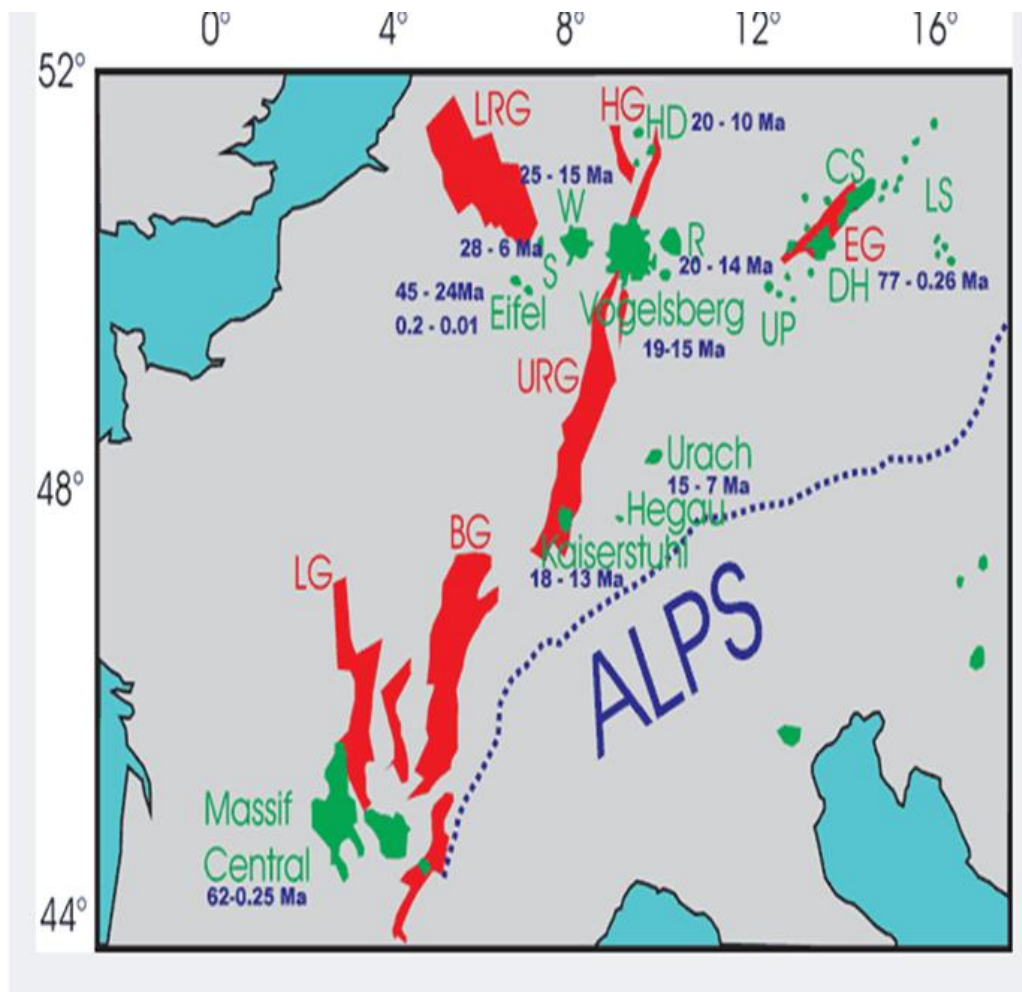 0° 4° 8° 12° 16°
52°
LRG
HG
HD 20 - 10 Ma
25 - 15 Ma
CS
LS
W
28 - 6 Ma
S
R
20 - 14 Ma
EG
DH
77 - 0.26 Ma
45 - 24Ma
0.2 - 0.01
Eifel
Vogelsberg
UP
19-15 Ma
URG
48°
Urach
15 - 7 Ma
Hegau
Kaiserstuhl
18 - 13 Ma
BG
LG
ALPS
Massif
Central
62-0.25 Ma
44°